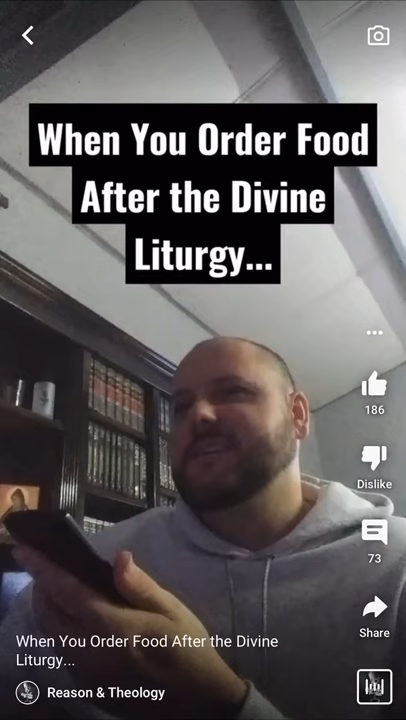 When You Order Food
After the Divine
Liturgy...
186
Dislike
73
Share
When You Order Food After the Divine
Liturgy...
Reason & Theology